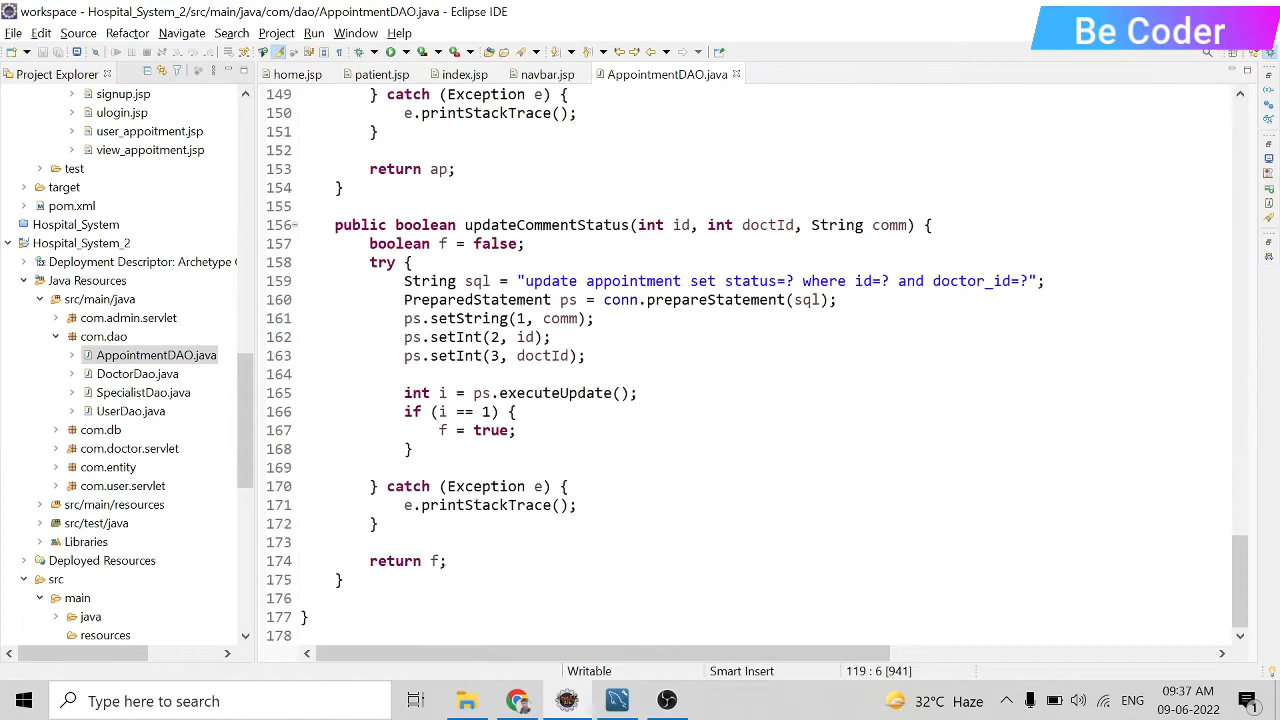 workspace - Hospital_System_2/src/main/java/com/dao//AppointmentDAO.java - Eclipse IDE
Be Coder
File Edit Source Refactor Navigate Search Project Run Window Help
Project Explorer
home.jsp patient.jsp index.jsp navbar.jsp AppointmentDAO.java
signup.jsp
ulogin.jsp
user_appoitment.jsp
view_appoitment.jsp
test
target
pom.xml
Hospital_System
Hospital_System_2
Deployment Descriptor: Archetype C
Java Resources
src/main/java
com.admin.servlet
com.dao
AppointmentDAO.java
DoctorDao.java
SpecialistDao.java
UserDao.java
com.db
com.doctor.servlet
com.entity
com.user.servlet
src/main/resources
src/test/java
Libraries
Deployed Resources
src
main
java
resources
149 } catch (Exception e) {
150 e.printStackTrace();
151 }
152
153 return ap;
154 }
155
156 public boolean updateCommentStatus(int id, int doctId, String comm) {
157 boolean f = false;
158 try {
159 String sql = "update appointment set status=? where id=? and doctor_id=?";
160 PreparedStatement ps = conn.prepareStatement(sql);
161 ps.setString(1, comm);
162 ps.setInt(2, id);
163 ps.setInt(3, doctId);
164
165 int i = ps.executeUpdate();
166 if (i == 1) {
167 f = true;
168 }
169
170 } catch (Exception e) {
171 e.printStackTrace();
172 }
173
174 return f;
175 }
176
177 }
178
Writable Smart Insert 119 : 6 [941]
Type here to search
32°C Haze
ENG
09:37 AM
09-06-2022
1